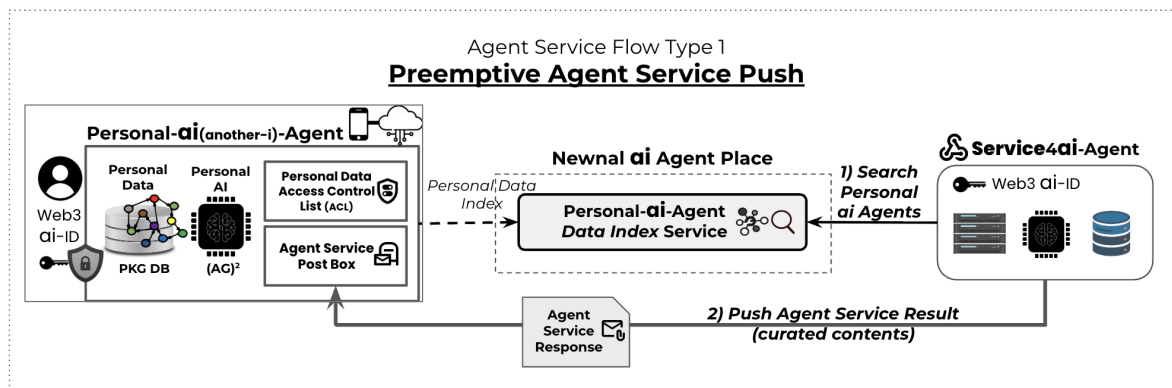 Agent Service Flow Type 1
Preemptive Agent Service Push
Personal-ai(another-i)-Agent
Web3
ai-ID
Personal
Data
PKG DB
Personal
AI
(AG)²
Personal Data
Access Control
List (ACL)
Agent Service
Post Box
Personal Data
Index
Newnal ai Agent Place
Personal-ai-Agent
Data Index Service
1) Search
Personal
ai Agents
Service4ai-Agent
Web3 ai-ID
Agent
Service
Response
2) Push Agent Service Result
(curated contents)